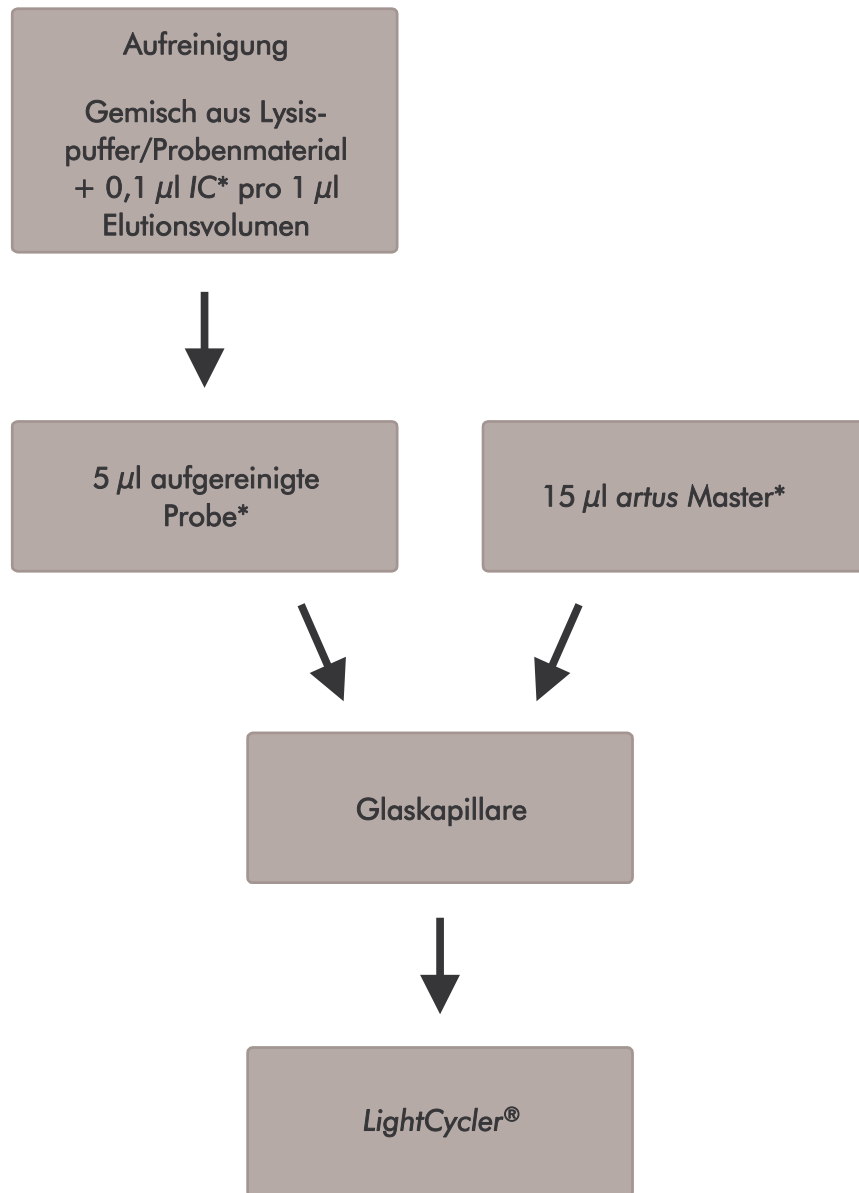 Aufreinigung
Gemisch aus Lysis-
puffer/Probenmaterial
+ 0,1 µl IC* pro 1 µl
Elutionsvolumen
5 µl aufgereinigte
Probe*
15 µl artus Master*
Glaskapillare
LightCycler®